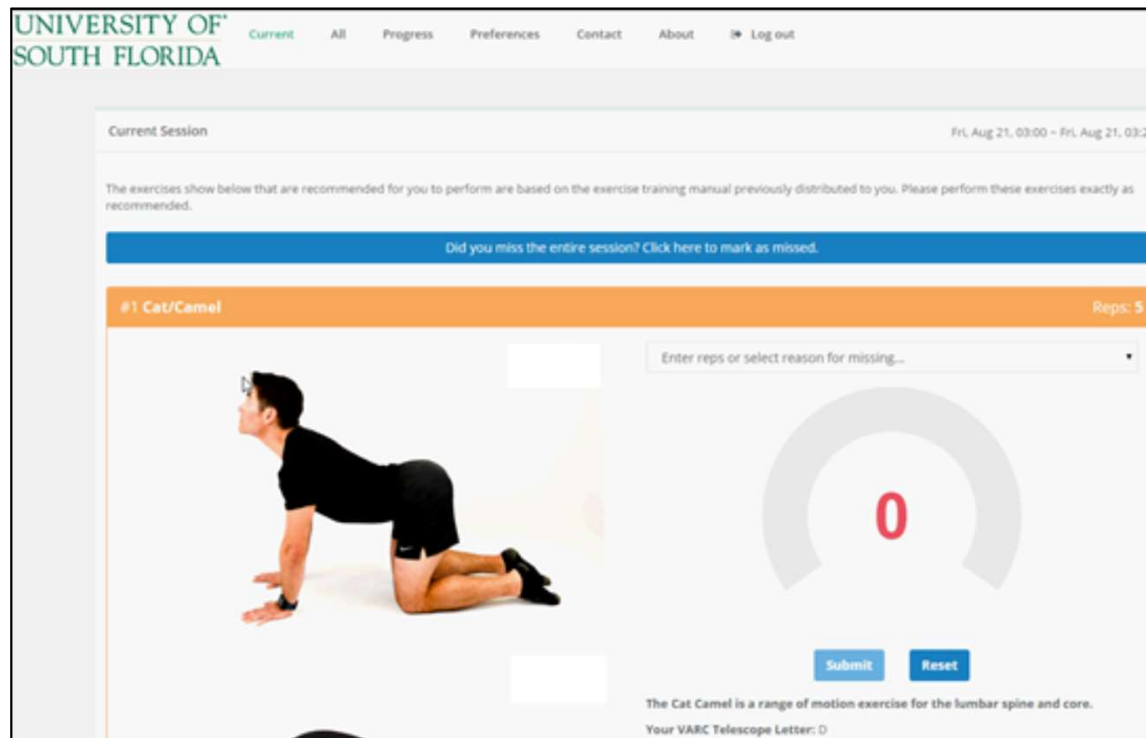 UNIVERSITY OF
SOUTH FLORIDA
Current All Progress Preferences Contact About Log out
Current Session Fri, Aug 21, 03:00 – Fri, Aug 21, 03:2
The exercises show below that are recommended for you to perform are based on the exercise training manual previously distributed to you. Please perform these exercises exactly as
recommended.
Did you miss the entire session? Click here to mark as missed.
#1 Cat/Camel Reps: 5
Enter reps or select reason for missing...
0
Submit Reset
The Cat Camel is a range of motion exercise for the lumbar spine and core.
Your VARC Telescope Letter: D